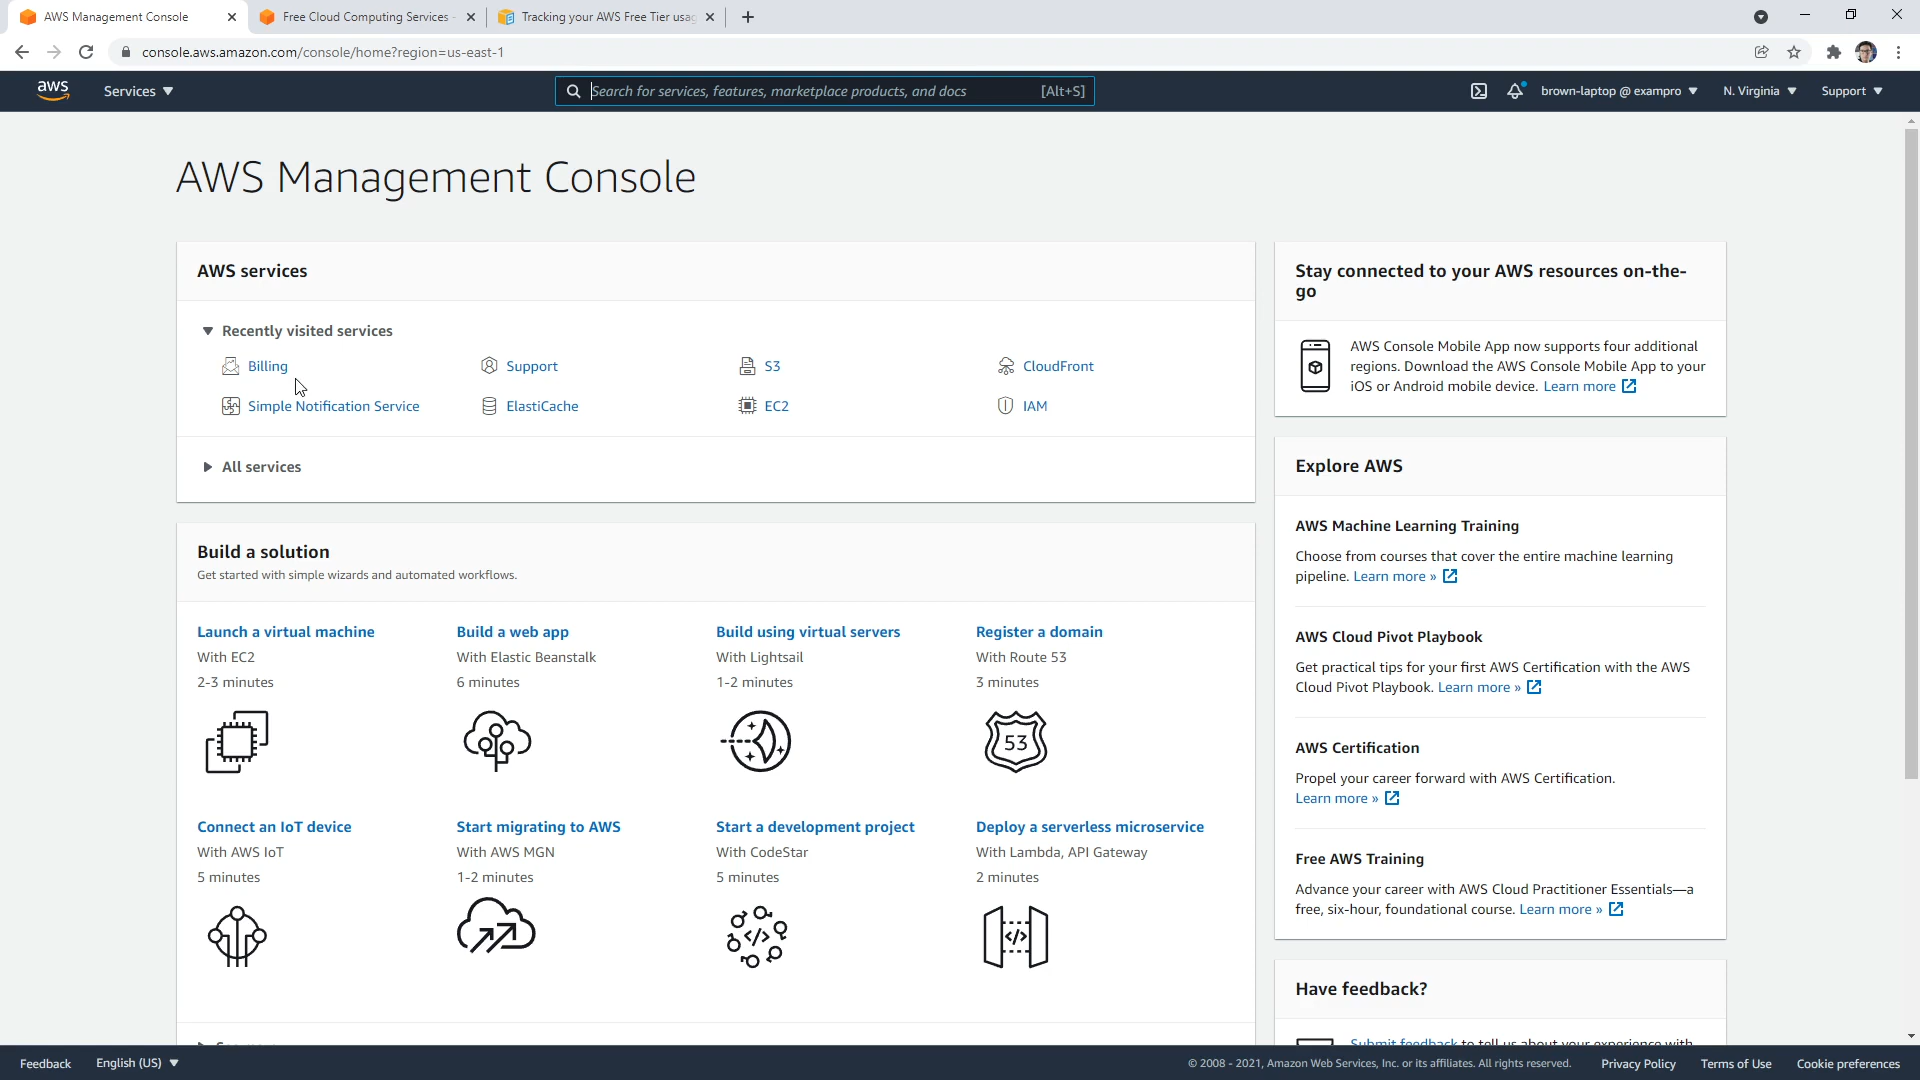 AWS Management Console
Free Cloud Computing Services -
Tracking your AWS Free Tier usag
console.aws.amazon.com/console/home?region=us-east-1
aws
Services
Search for services, features, marketplace products, and docs
[Alt+S]
brown-laptop @ exampro
N. Virginia
Support
AWS Management Console
AWS services
Recently visited services
Billing
Support
S3
CloudFront
Simple Notification Service
ElastiCache
EC2
IAM
All services
Build a solution
Get started with simple wizards and automated workflows.
Launch a virtual machine
With EC2
2-3 minutes
Build a web app
With Elastic Beanstalk
6 minutes
Build using virtual servers
With Lightsail
1-2 minutes
Register a domain
With Route 53
3 minutes
53
Connect an IoT device
With AWS IoT
5 minutes
Start migrating to AWS
With AWS MGN
1-2 minutes
Start a development project
With CodeStar
5 minutes
</>
Deploy a serverless microservice
With Lambda, API Gateway
2 minutes
</>
Stay connected to your AWS resources on-the-
go
AWS Console Mobile App now supports four additional
regions. Download the AWS Console Mobile App to your
iOS or Android mobile device. Learn more
Explore AWS
AWS Machine Learning Training
Choose from courses that cover the entire machine learning
pipeline. Learn more »
AWS Cloud Pivot Playbook
Get practical tips for your first AWS Certification with the AWS
Cloud Pivot Playbook. Learn more »
AWS Certification
Propel your career forward with AWS Certification.
Learn more »
Free AWS Training
Advance your career with AWS Cloud Practitioner Essentials—a
free, six-hour, foundational course. Learn more »
Have feedback?
Submit feedback to tell us about your experience with
Feedback
English (US)
© 2008 - 2021, Amazon Web Services, Inc. or its affiliates. All rights reserved.
Privacy Policy
Terms of Use
Cookie preferences